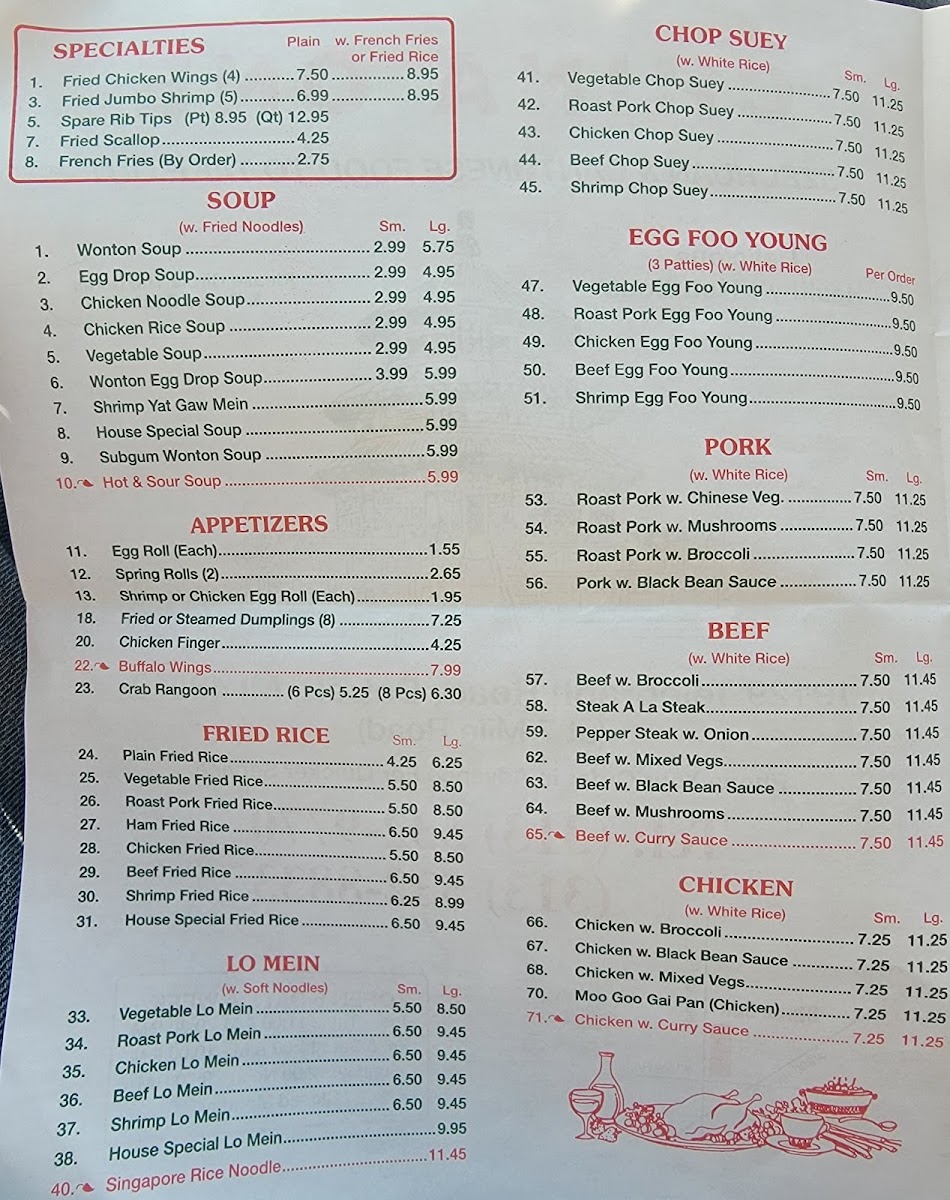 SPECIALTIES Plain w. French Fries
or Fried Rice
1. Fried Chicken Wings (4) ...........7.50.................8.95
3. Fried Jumbo Shrimp (5)............6.99.................8.95
5. Spare Rib Tips (Pt) 8.95 (Qt) 12.95
7. Fried Scallop...................................4.25
8. French Fries (By Order) ............2.75
SOUP
(w. Fried Noodles) Sm. Lg.
1. Wonton Soup ........................................2.99 5.75
2. Egg Drop Soup......................................2.99 4.95
3. Chicken Noodle Soup...........................2.99 4.95
4. Chicken Rice Soup ...............................2.99 4.95
5. Vegetable Soup.....................................2.99 4.95
6. Wonton Egg Drop Soup........................3.99 5.99
7. Shrimp Yat Gaw Mein .....................................5.99
8. House Special Soup ......................................5.99
9. Subgum Wonton Soup ..................................5.99
10. Hot & Sour Soup ...........................................5.99
APPETIZERS
11. Egg Roll (Each)..............................................1.55
12. Spring Rolls (2)..............................................2.65
13. Shrimp or Chicken Egg Roll (Each)................1.95
18. Fried or Steamed Dumplings (8) ...................7.25
20. Chicken Finger..............................................4.25
22. Buffalo Wings................................................7.99
23. Crab Rangoon .............. (6 Pcs) 5.25 (8 Pcs) 6.30
FRIED RICE Sm. Lg.
24. Plain Fried Rice..................................4.25 6.25
25. Vegetable Fried Rice...........................5.50 8.50
26. Roast Pork Fried Rice.........................5.50 8.50
27. Ham Fried Rice .................................6.50 9.45
28. Chicken Fried Rice.............................5.50 8.50
29. Beef Fried Rice ..................................6.50 9.45
30. Shrimp Fried Rice ..............................6.25 8.99
31. House Special Fried Rice ...................6.50 9.45
LO MEIN
(w. Soft Noodles) Sm. Lg.
33. Vegetable Lo Mein .............................5.50 8.50
34. Roast Pork Lo Mein ...........................6.50 9.45
35. Chicken Lo Mein ................................6.50 9.45
36. Beef Lo Mein......................................6.50 9.45
37. Shrimp Lo Mein..................................6.50 9.45
38. House Special Lo Mein..................................9.95
40. Singapore Rice Noodle................................11.45
CHOP SUEY
(w. White Rice) Sm. Lg.
41. Vegetable Chop Suey .......................7.50 11.25
42. Roast Pork Chop Suey ......................7.50 11.25
43. Chicken Chop Suey ..........................7.50 11.25
44. Beef Chop Suey................................7.50 11.25
45. Shrimp Chop Suey............................7.50 11.25
EGG FOO YOUNG
(3 Patties) (w. White Rice) Per Order
47. Vegetable Egg Foo Young ...........................9.50
48. Roast Pork Egg Foo Young .........................9.50
49. Chicken Egg Foo Young ..............................9.50
50. Beef Egg Foo Young....................................9.50
51. Shrimp Egg Foo Young................................9.50
PORK
(w. White Rice) Sm. Lg.
53. Roast Pork w. Chinese Veg. ..............7.50 11.25
54. Roast Pork w. Mushrooms ................7.50 11.25
55. Roast Pork w. Broccoli ......................7.50 11.25
56. Pork w. Black Bean Sauce ................7.50 11.25
BEEF
(w. White Rice) Sm. Lg.
57. Beef w. Broccoli.................................7.50 11.45
58. Steak A La Steak................................7.50 11.45
59. Pepper Steak w. Onion ......................7.50 11.45
62. Beef w. Mixed Vegs............................7.50 11.45
63. Beef w. Black Bean Sauce ................7.50 11.45
64. Beef w. Mushrooms...........................7.50 11.45
65. Beef w. Curry Sauce ..........................7.50 11.45
CHICKEN
(w. White Rice) Sm. Lg.
66. Chicken w. Broccoli ..........................7.25 11.25
67. Chicken w. Black Bean Sauce ............7.25 11.25
68. Chicken w. Mixed Vegs.......................7.25 11.25
70. Moo Goo Gai Pan (Chicken)...............7.25 11.25
71. Chicken w. Curry Sauce .....................7.25 11.25